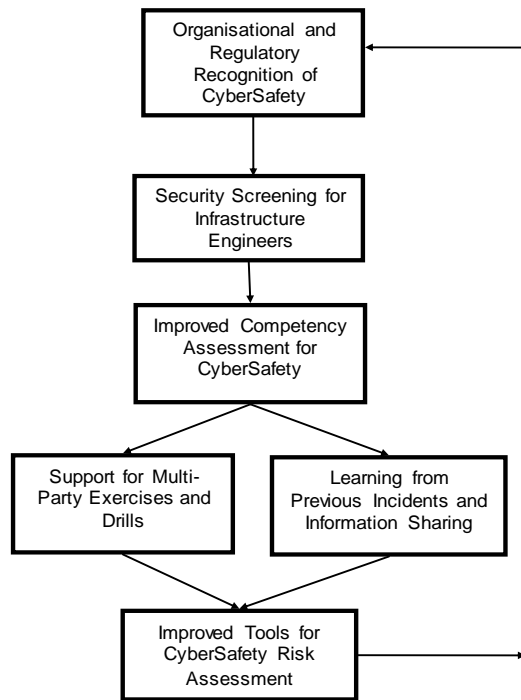 Organisational and
Regulatory
Recognition of
CyberSafety
Security Screening for
Infrastructure
Engineers
Improved Competency
Assessment for
CyberSafety
Support for Multi-
Party Exercises and
Drills
Learning from
Previous Incidents and
Information Sharing
Improved Tools for
CyberSafety Risk
Assessment